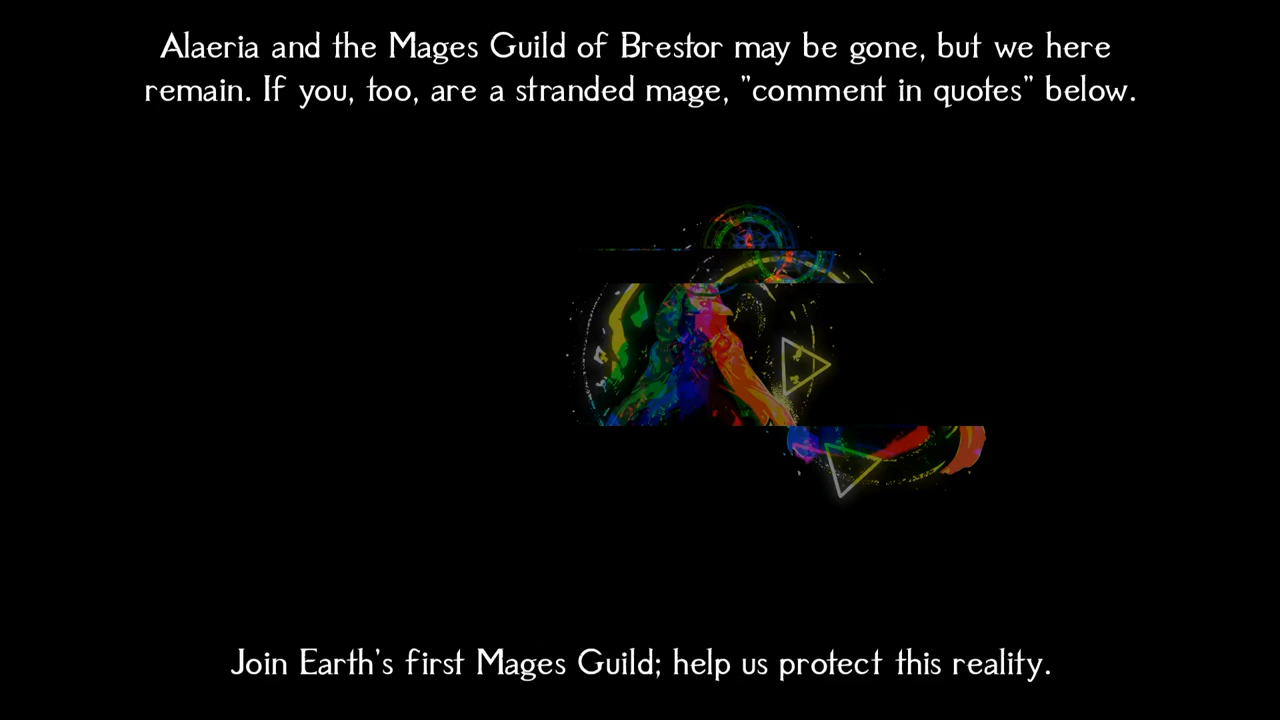 Alaeria and the Mages Guild of Brestor may be gone, but we here
remain. If you, too, are a stranded mage, "comment in quotes" below.
Join Earth's first Mages Guild; help us protect this reality.